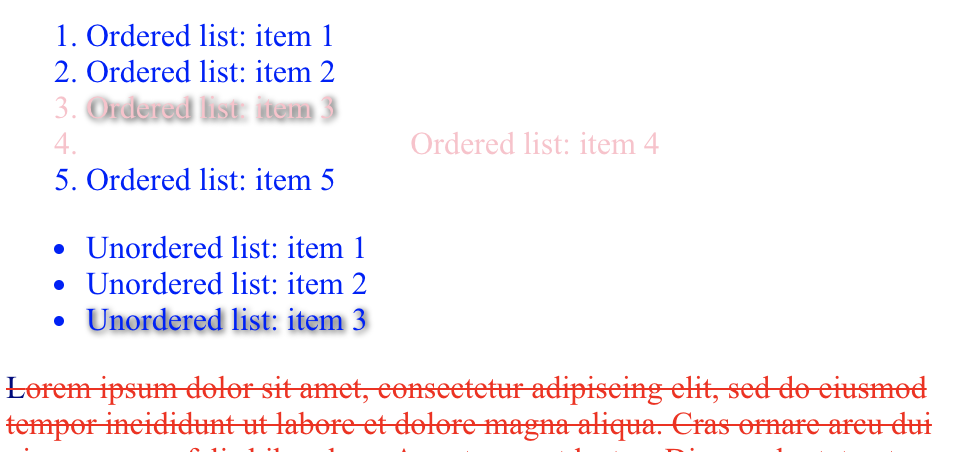 1. Ordered list: item 1
2. Ordered list: item 2
3. Ordered list: item 3
4. Ordered list: item 4
5. Ordered list: item 5
• Unordered list: item 1
• Unordered list: item 2
• Unordered list: item 3
Lorem ipsum dolor sit amet, consectetur adipiscing elit, sed do eiusmod
tempor incididunt ut labore et dolore magna aliqua. Cras ornare arcu dui